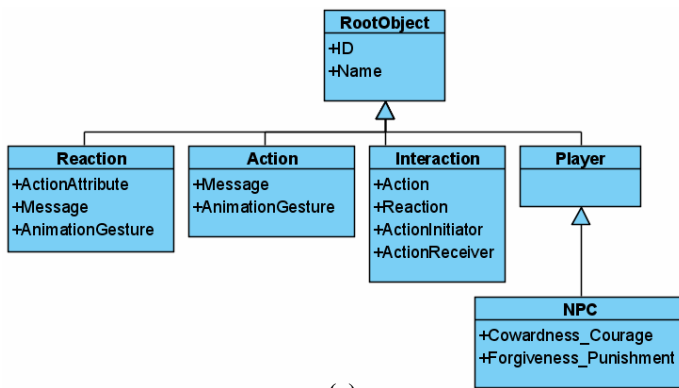 RootObject
+ID
+Name
Reaction
+ActionAttribute
+Message
+AnimationGesture
Action
+Message
+AnimationGesture
Interaction
+Action
+Reaction
+ActionInitiator
+ActionReceiver
Player
NPC
+Cowardness_Courage
+Forgiveness_Punishment